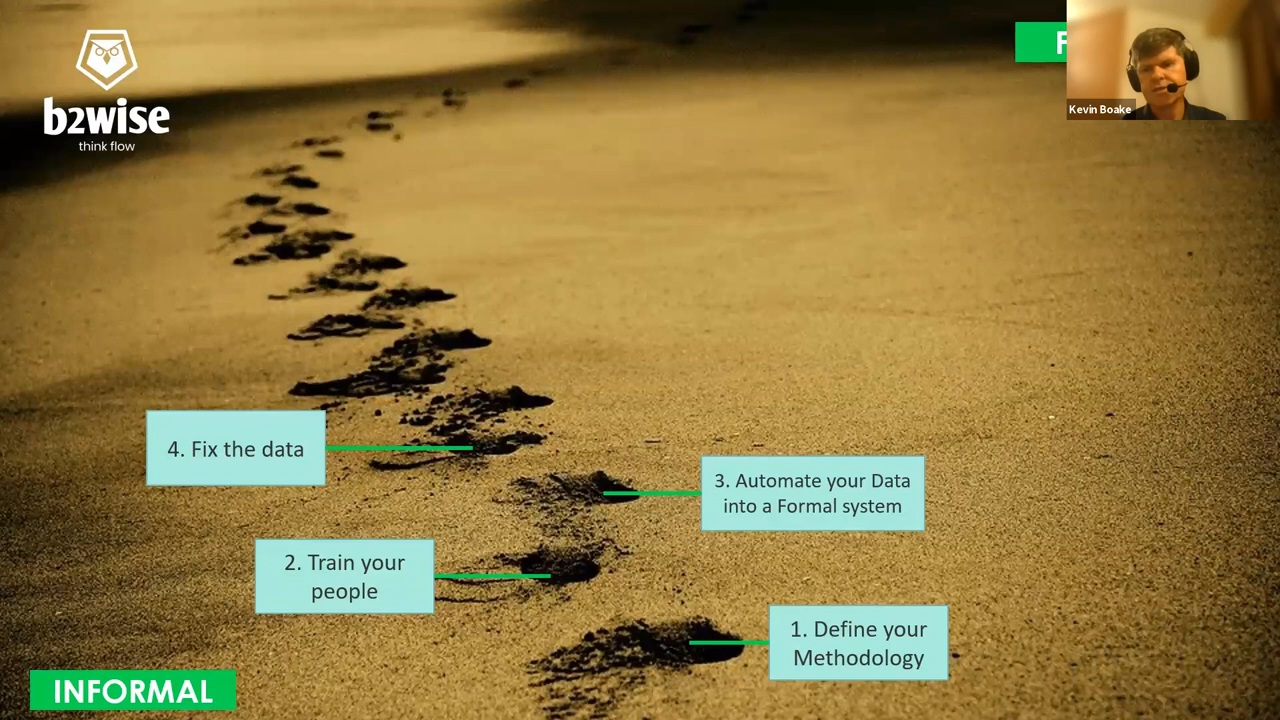 b2wise
think flow
F
Kevin Boake
4. Fix the data
3. Automate your Data
into a Formal system
2. Train your
people
1. Define your
Methodology
INFORMAL